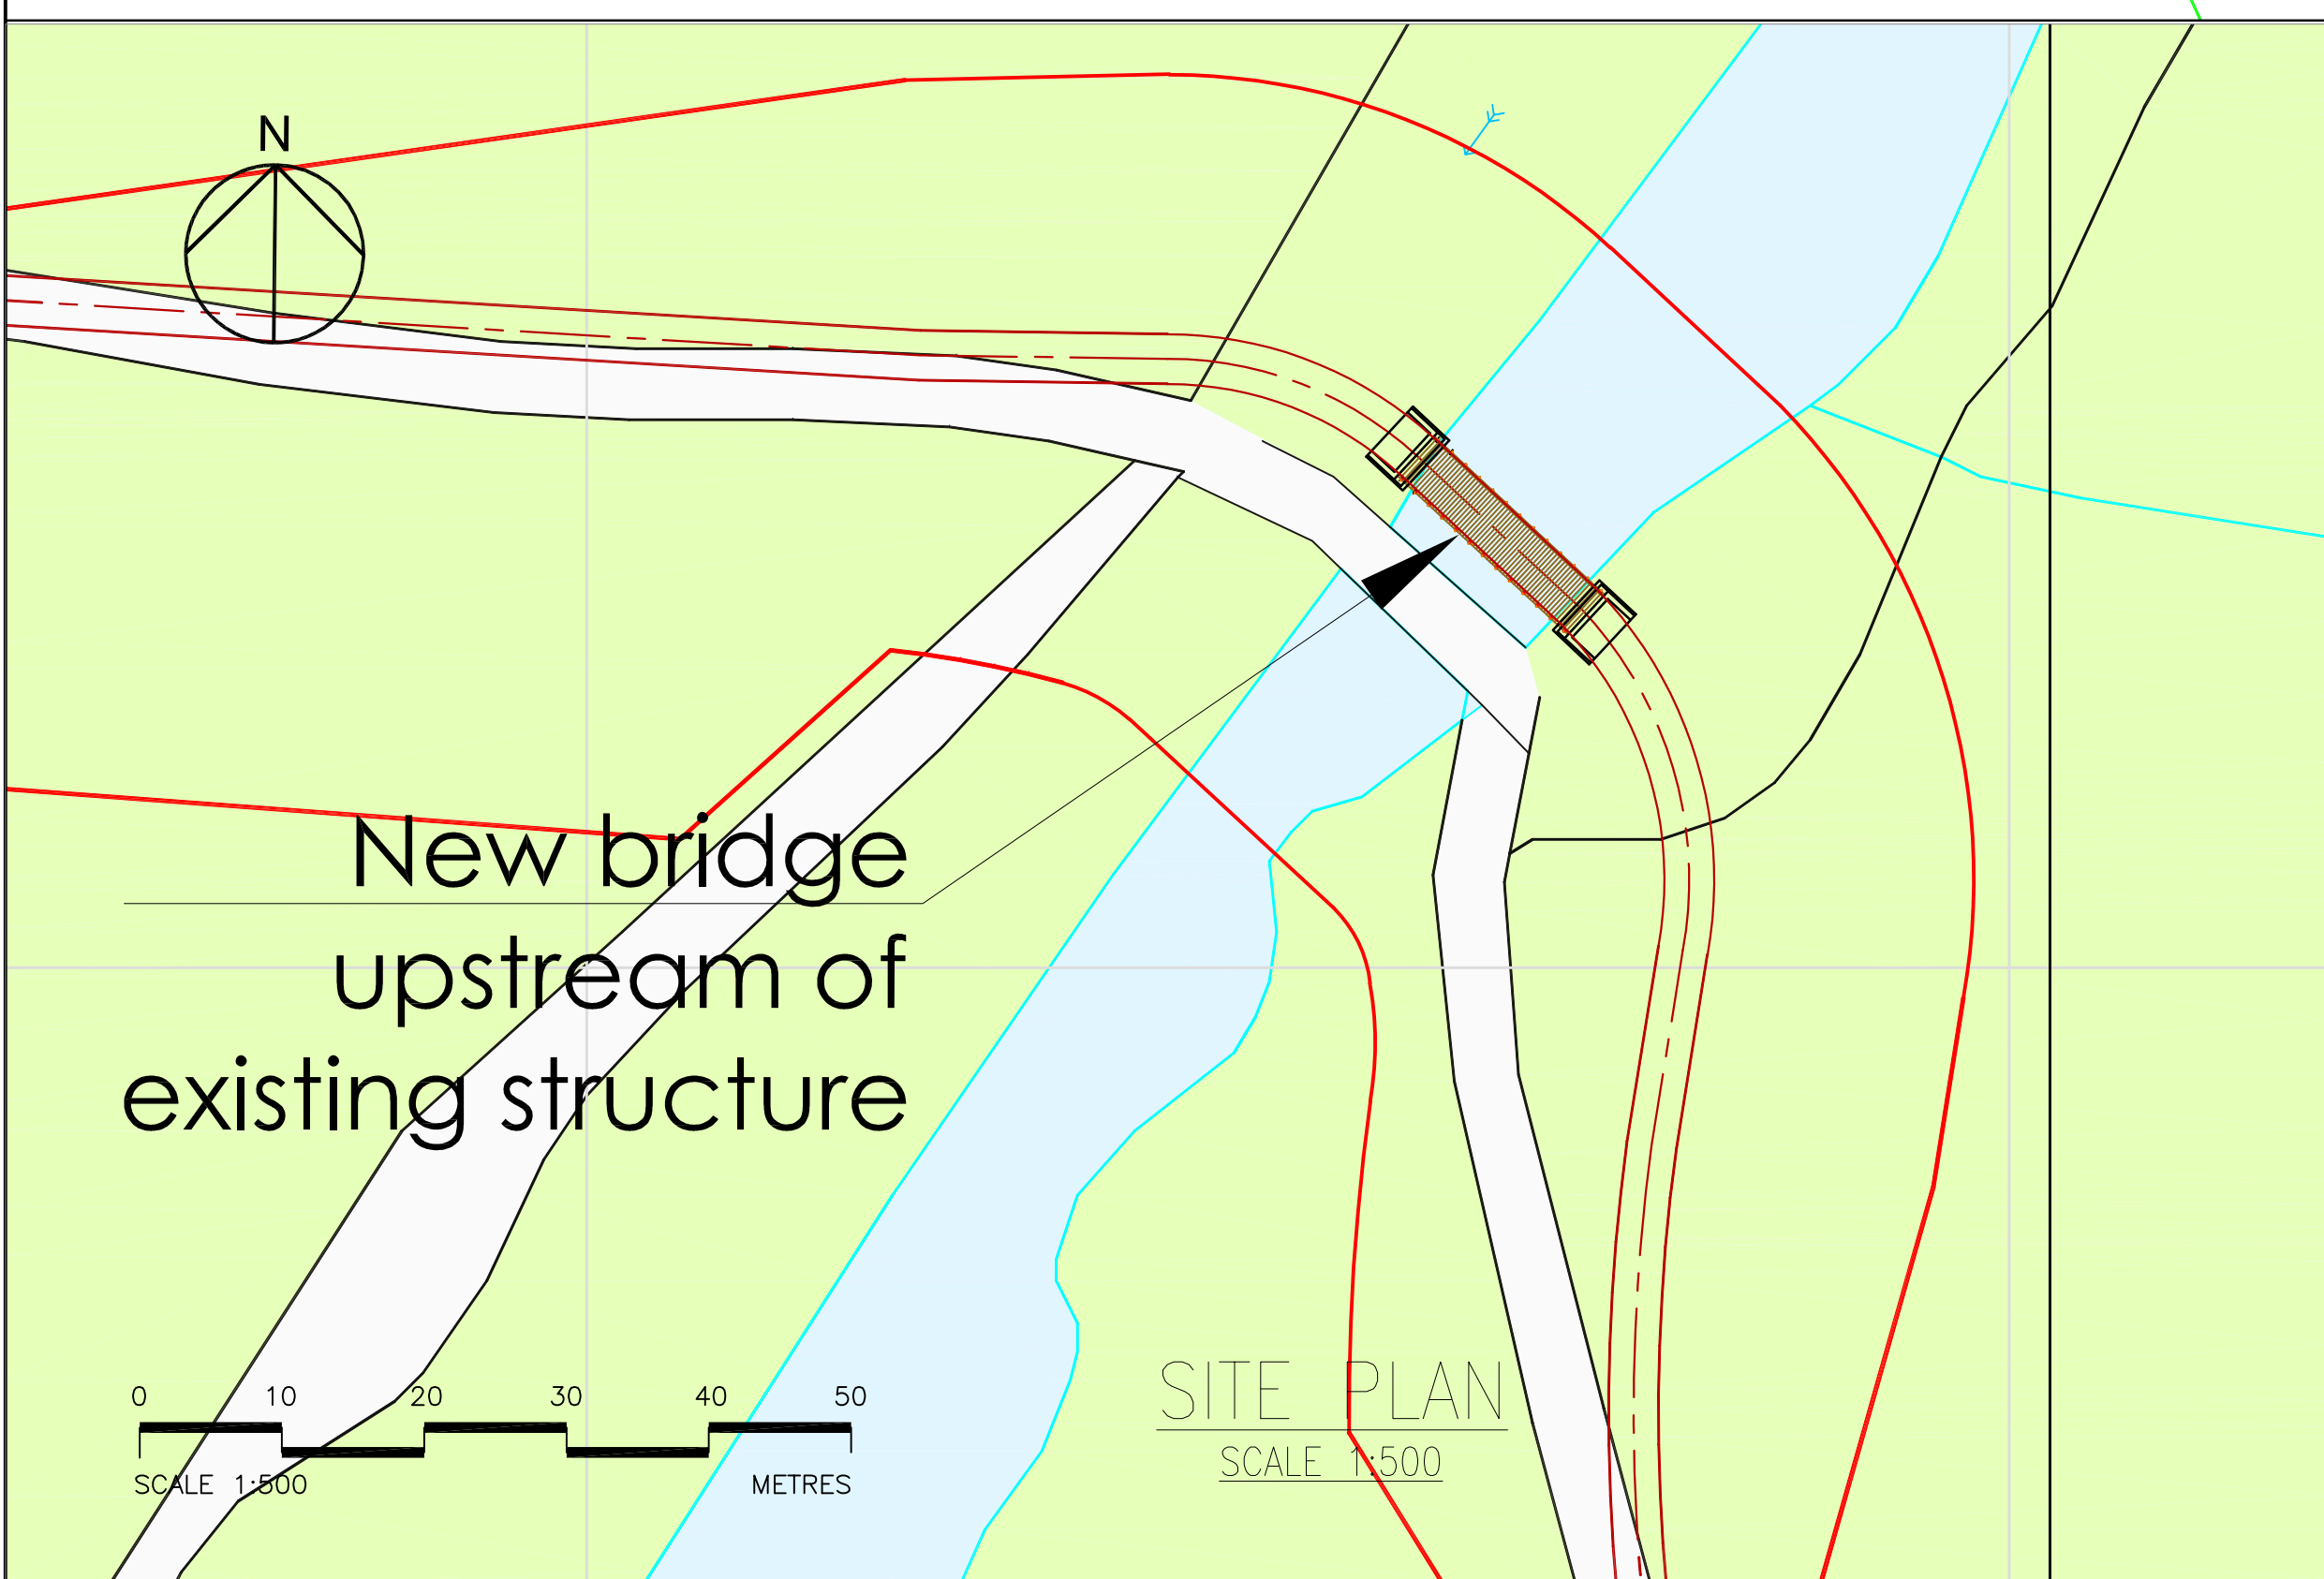 N
New bridge
upstream of
existing structure
0 10 20 30 40 50
SCALE 1:500 METRES
SITE PLAN
SCALE 1:500